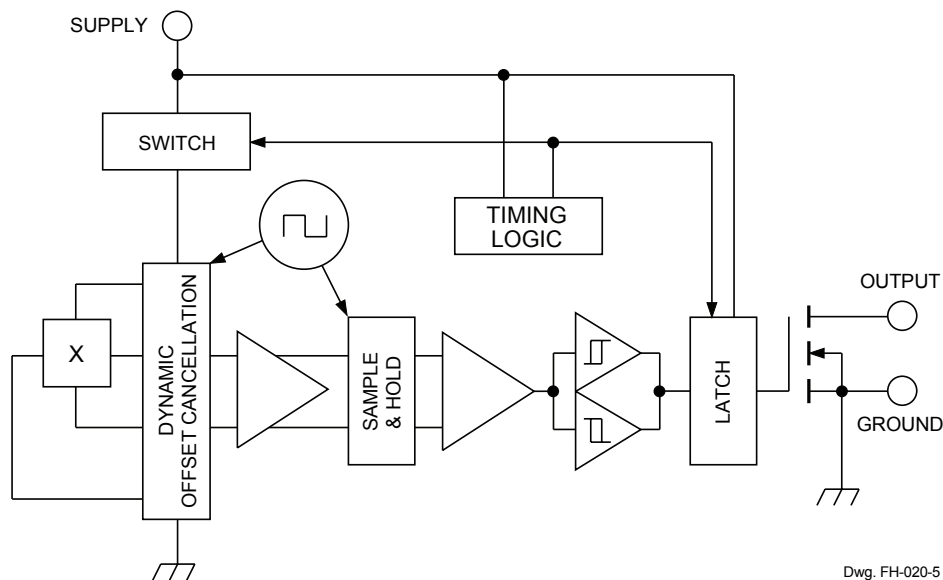 SUPPLY
SWITCH
TIMING
LOGIC
X
DYNAMIC
OFFSET CANCELLATION
SAMPLE
& HOLD
LATCH
OUTPUT
GROUND
Dwg. FH-020-5